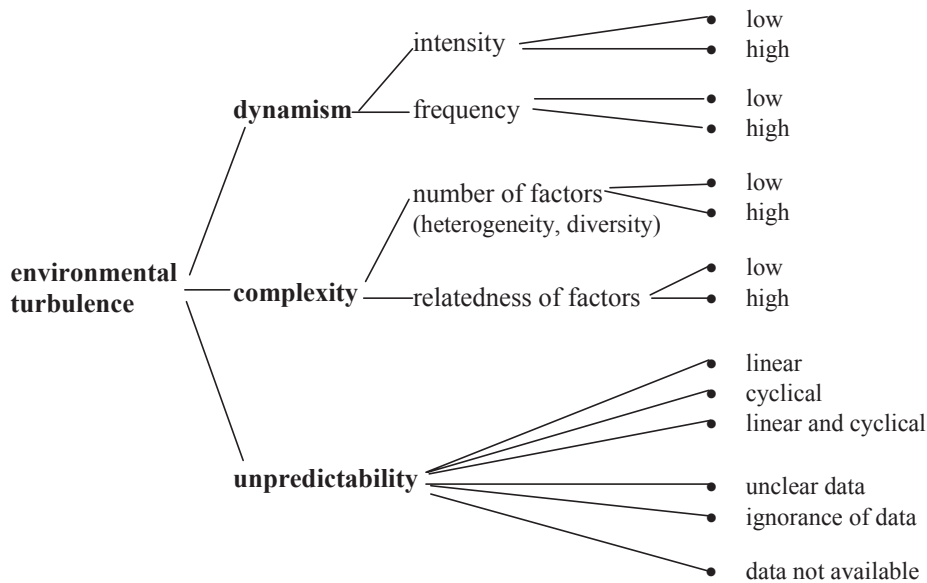 low
intensity
high
low
dynamism
frequency
high
low
number of factors
high
(heterogeneity, diversity)
environmental
turbulence
low
complexity
relatedness of factors
high
linear
cyclical
linear and cyclical
unpredictability
unclear data
ignorance of data
data not available